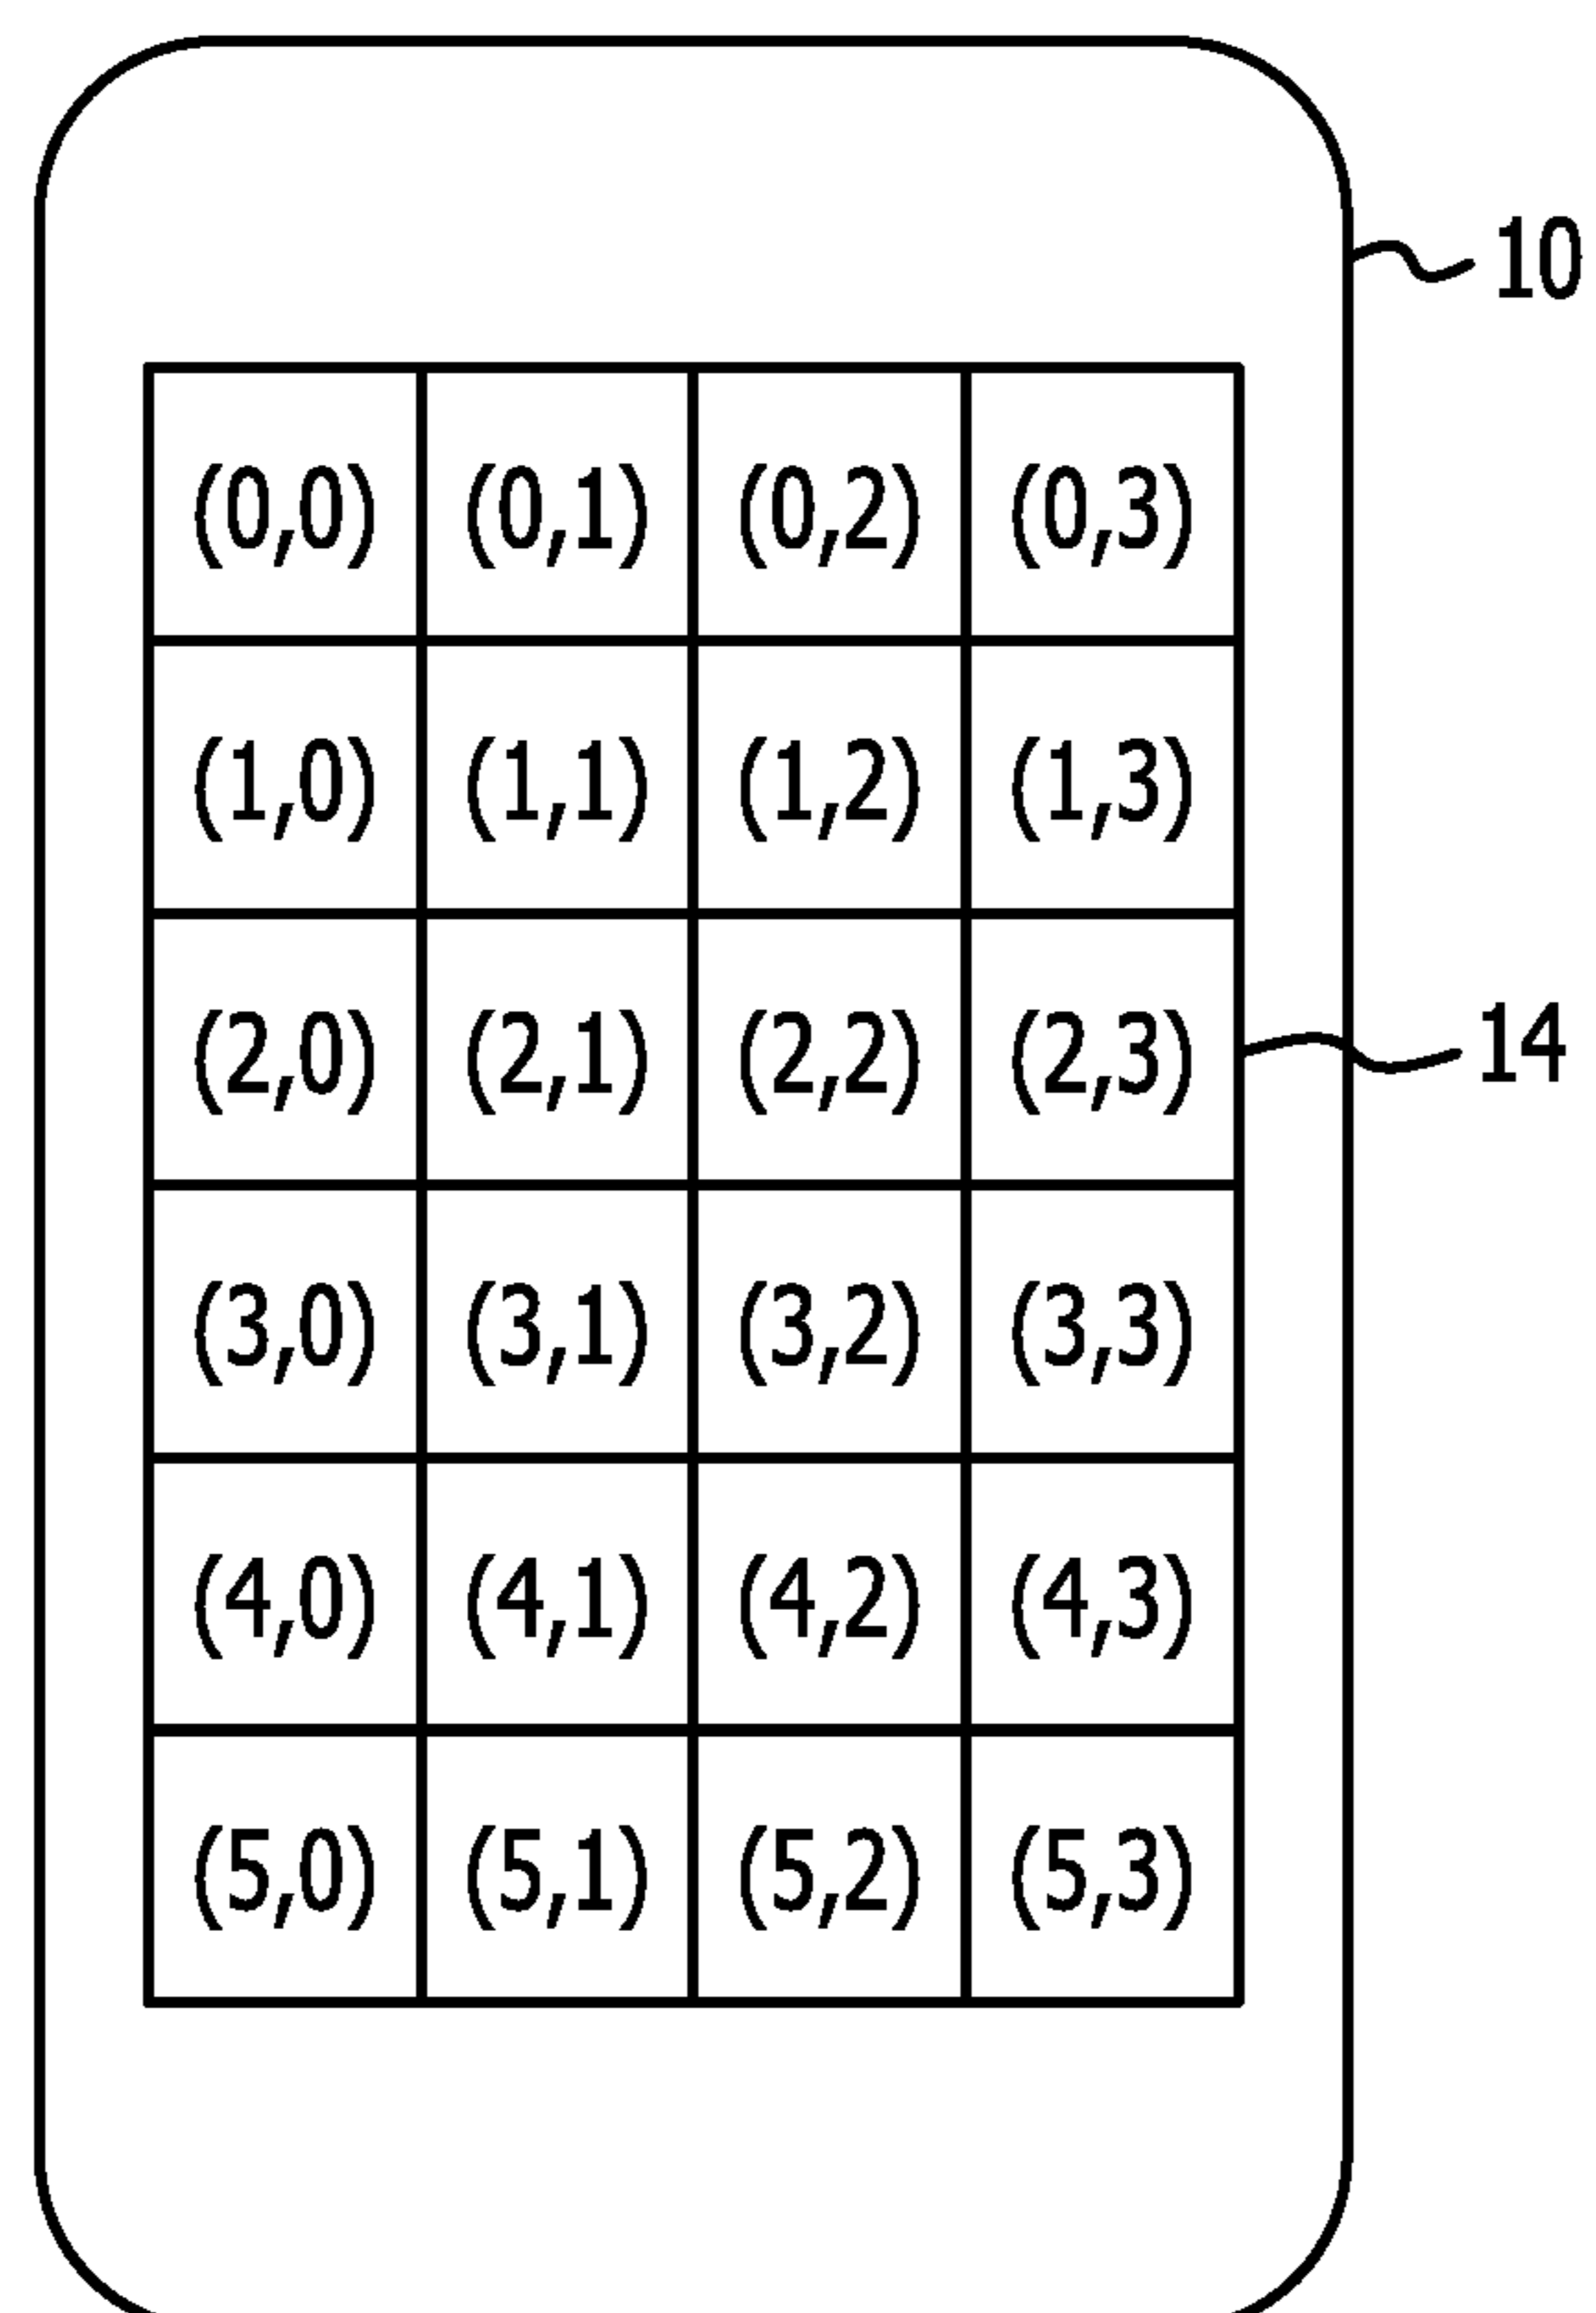 10
(0,0) (0,1) (0,2) (0,3)
(1,0) (1,1) (1,2) (1,3)
(2,0) (2,1) (2,2) (2,3) 14
(3,0) (3,1) (3,2) (3,3)
(4,0) (4,1) (4,2) (4,3)
(5,0) (5,1) (5,2) (5,3)